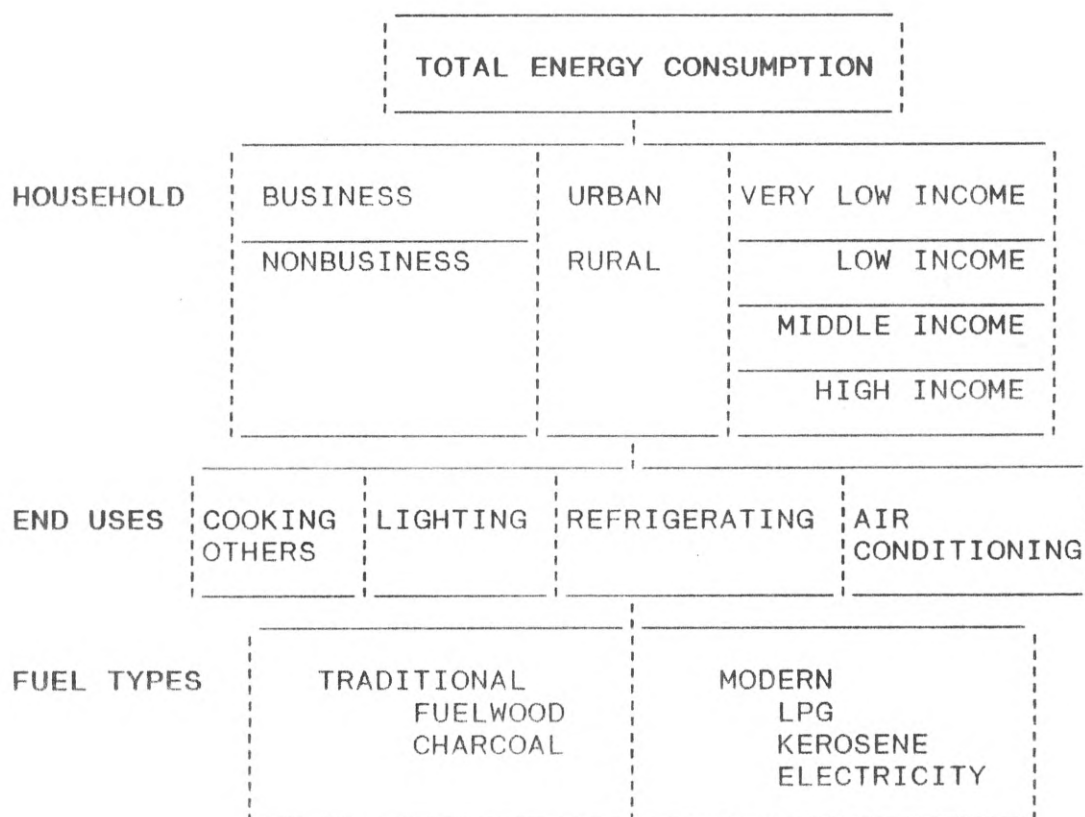 TOTAL ENERGY CONSUMPTION
HOUSEHOLD BUSINESS URBAN VERY LOW INCOME
NONBUSINESS RURAL LOW INCOME
MIDDLE INCOME
HIGH INCOME
END USES COOKING LIGHTING REFRIGERATING AIR
OTHERS CONDITIONING
FUEL TYPES TRADITIONAL MODERN
FUELWOOD LPG
CHARCOAL KEROSENE
ELECTRICITY